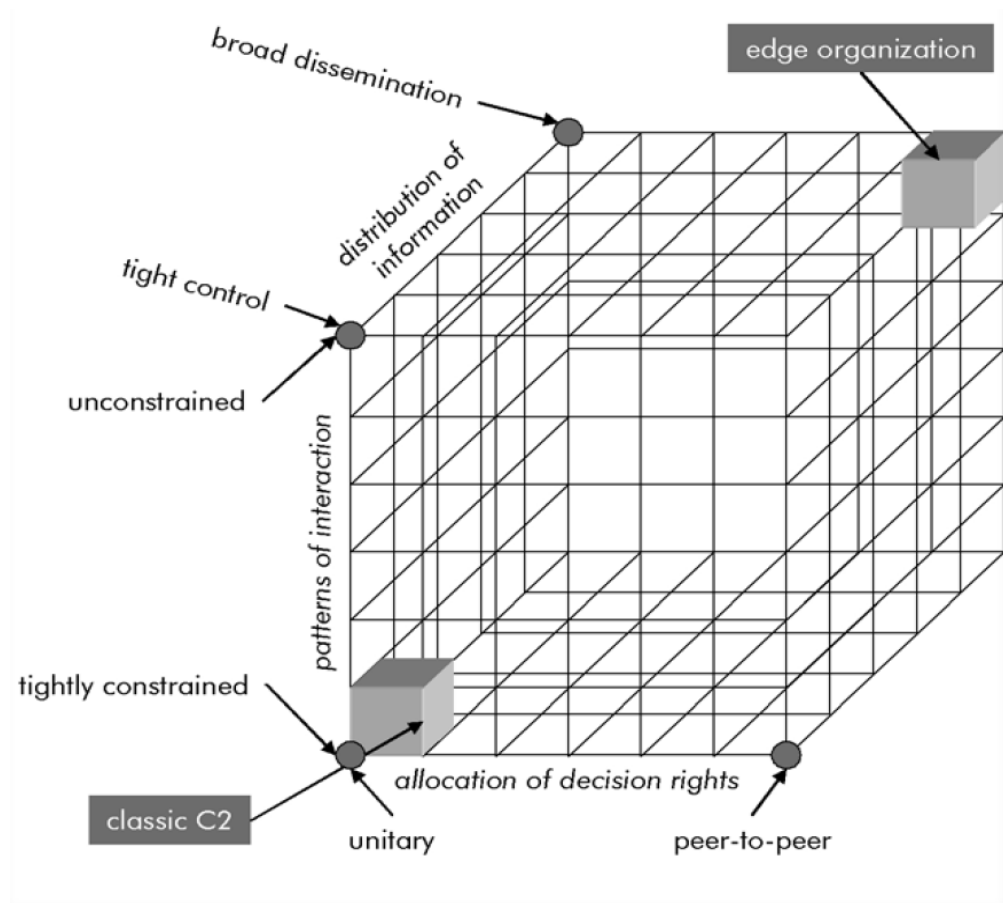 broad dissemination
edge organization
distribution of
information
tight control
unconstrained
patterns of interaction
tightly constrained
allocation of decision rights
classic C2
unitary
peer-to-peer